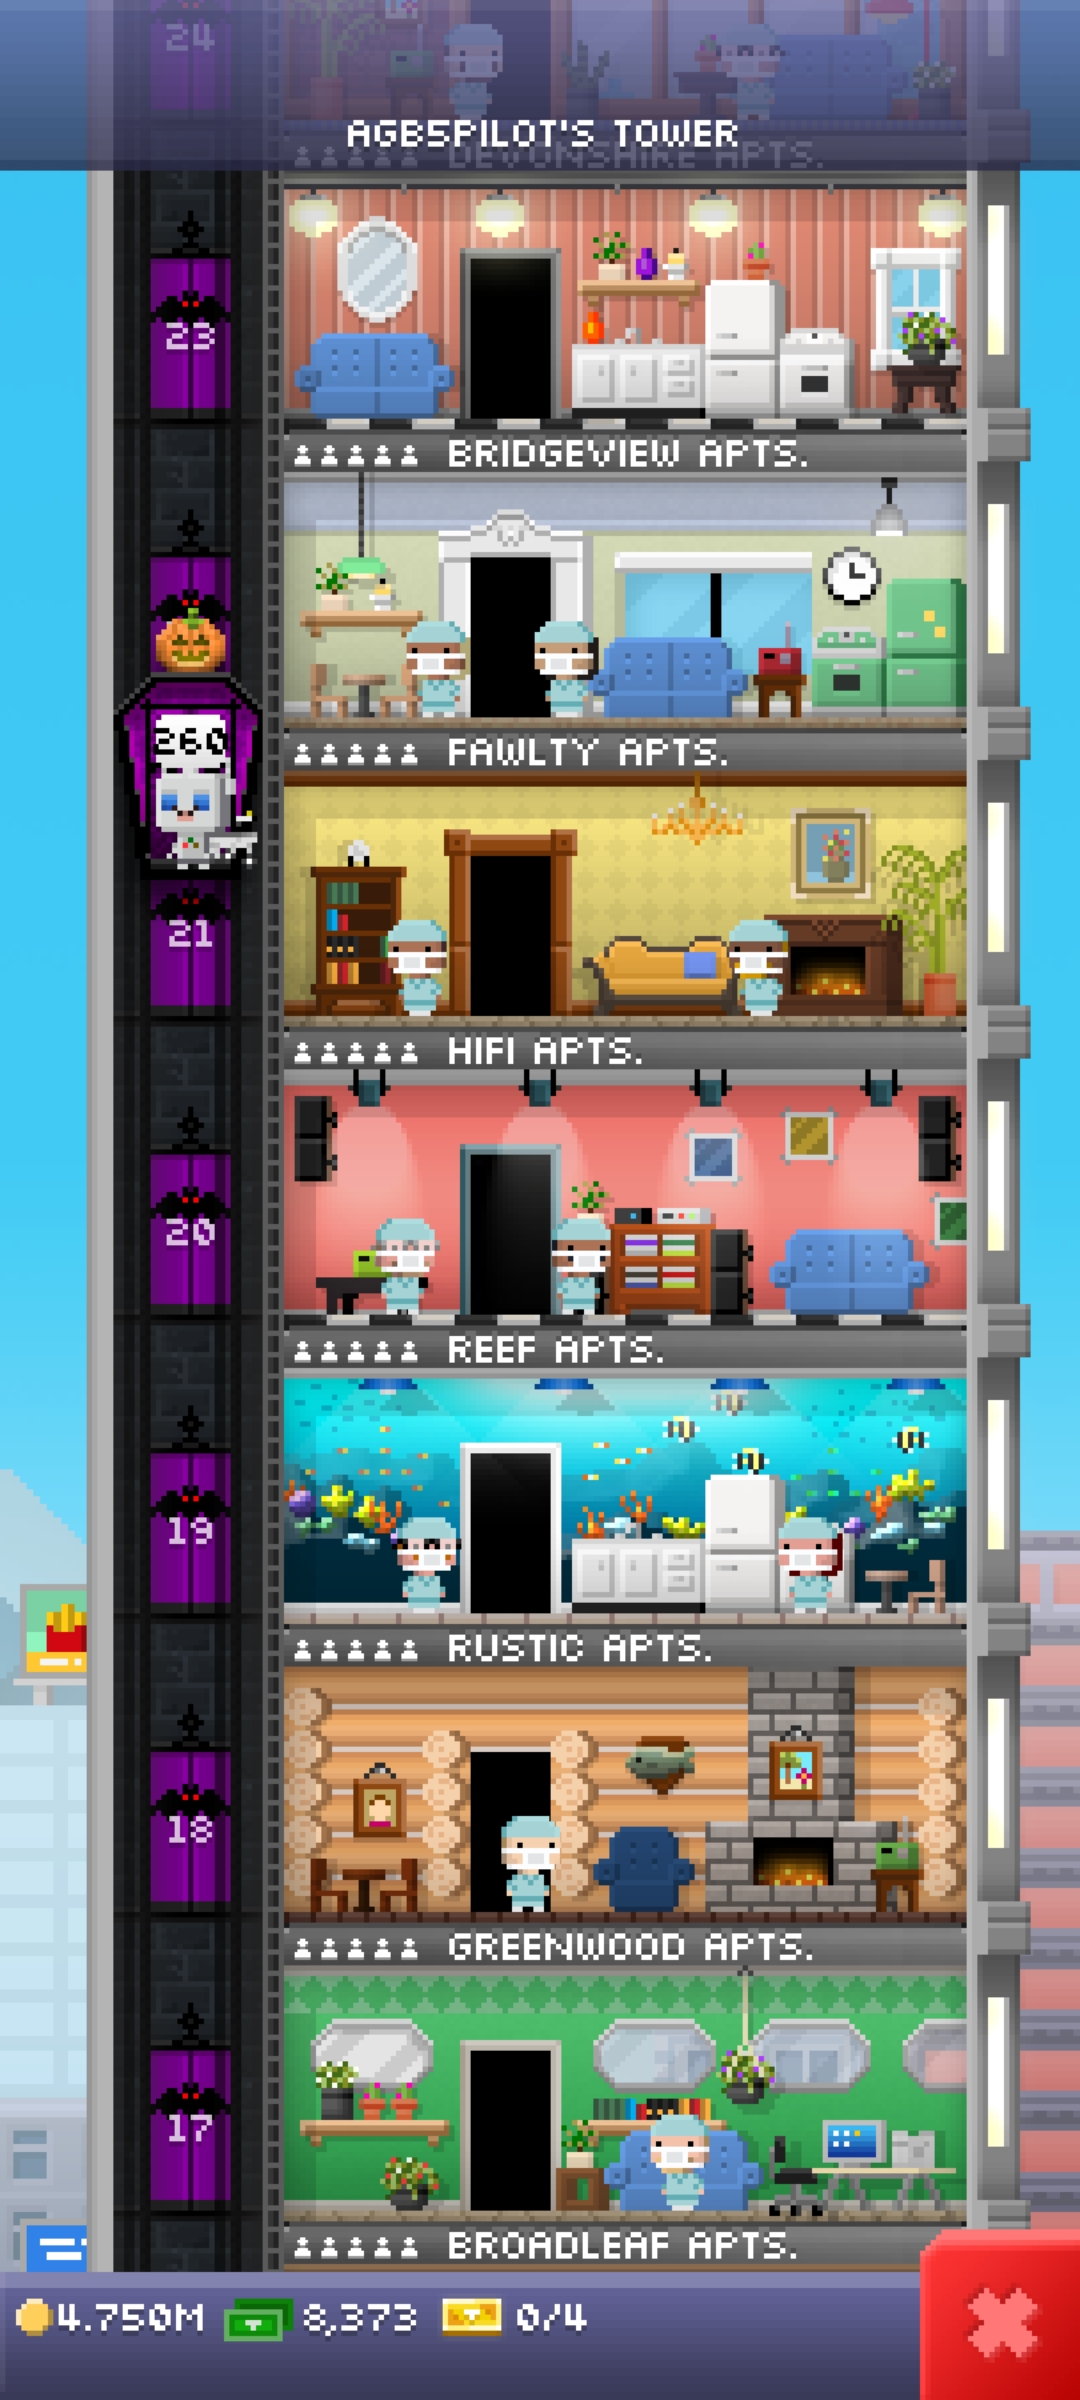 24
AGB5PILOT'S TOWER
DEVONSHIRE APTS.
23
BRIDGEVIEW APTS.
FAWLTY APTS.
260
21
HIFI APTS.
20
REEF APTS.
19
RUSTIC APTS.
18
GREENWOOD APTS.
17
BROADLEAF APTS.
4.750M 8,373 0/4